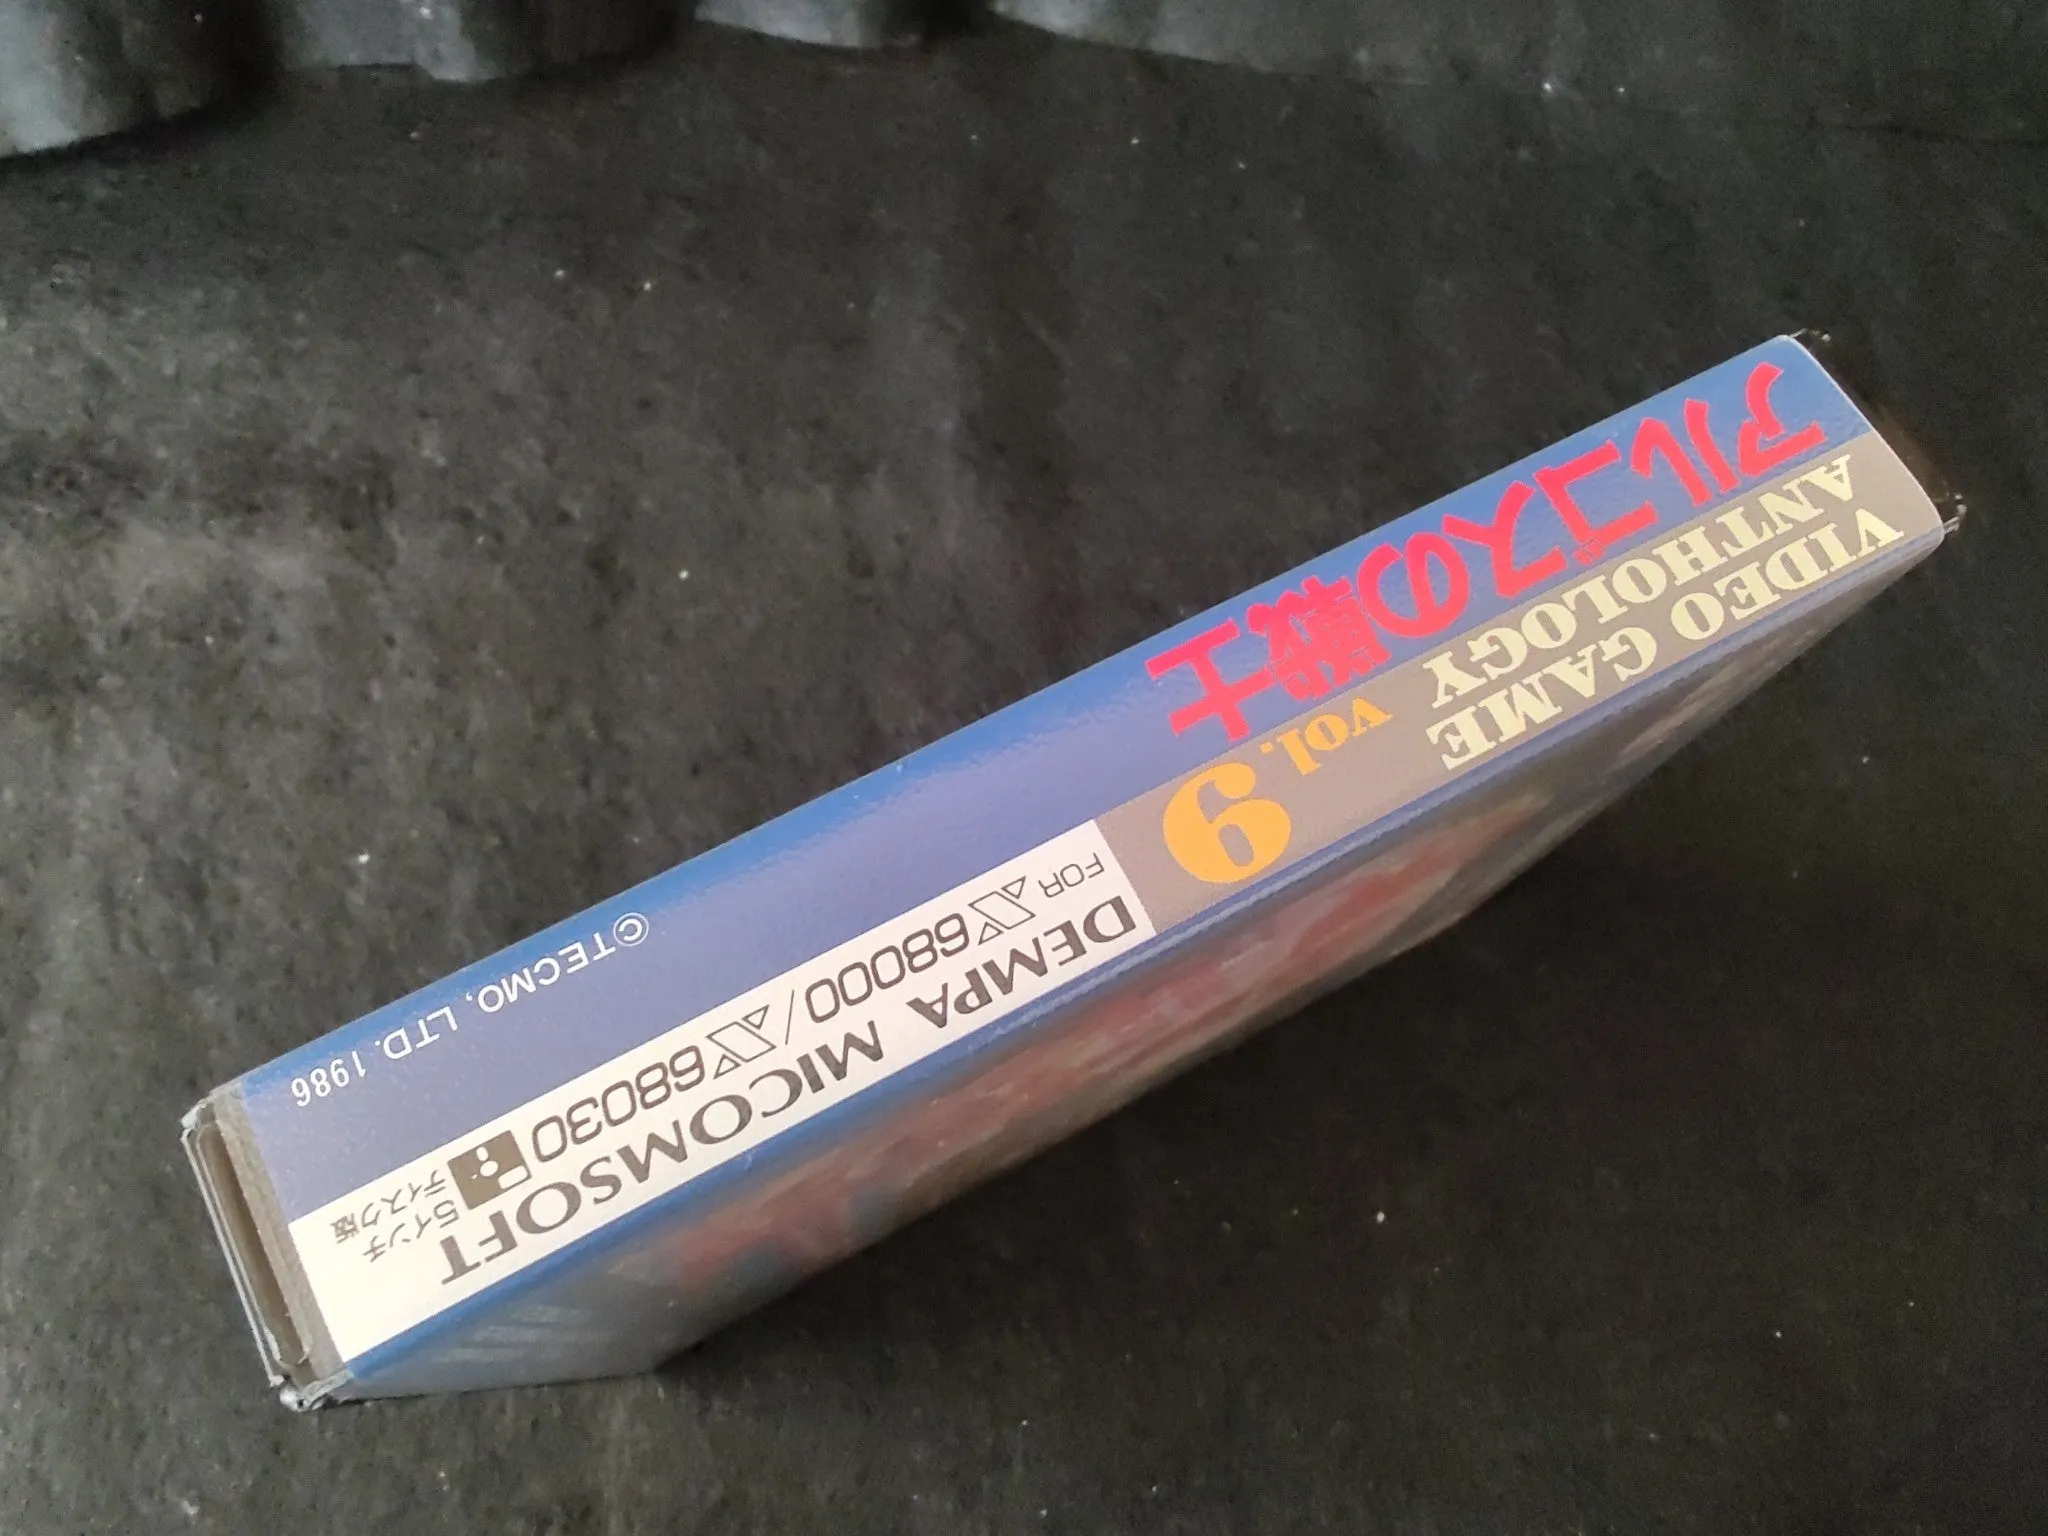 VIDEO GAME
ANTHOLOGY vol. 9
アルゴスの戦士
DEMPA MICOMSOFT
FOR X68000/X68030
5インチ
ディスク版
©TECMO, LTD. 1986